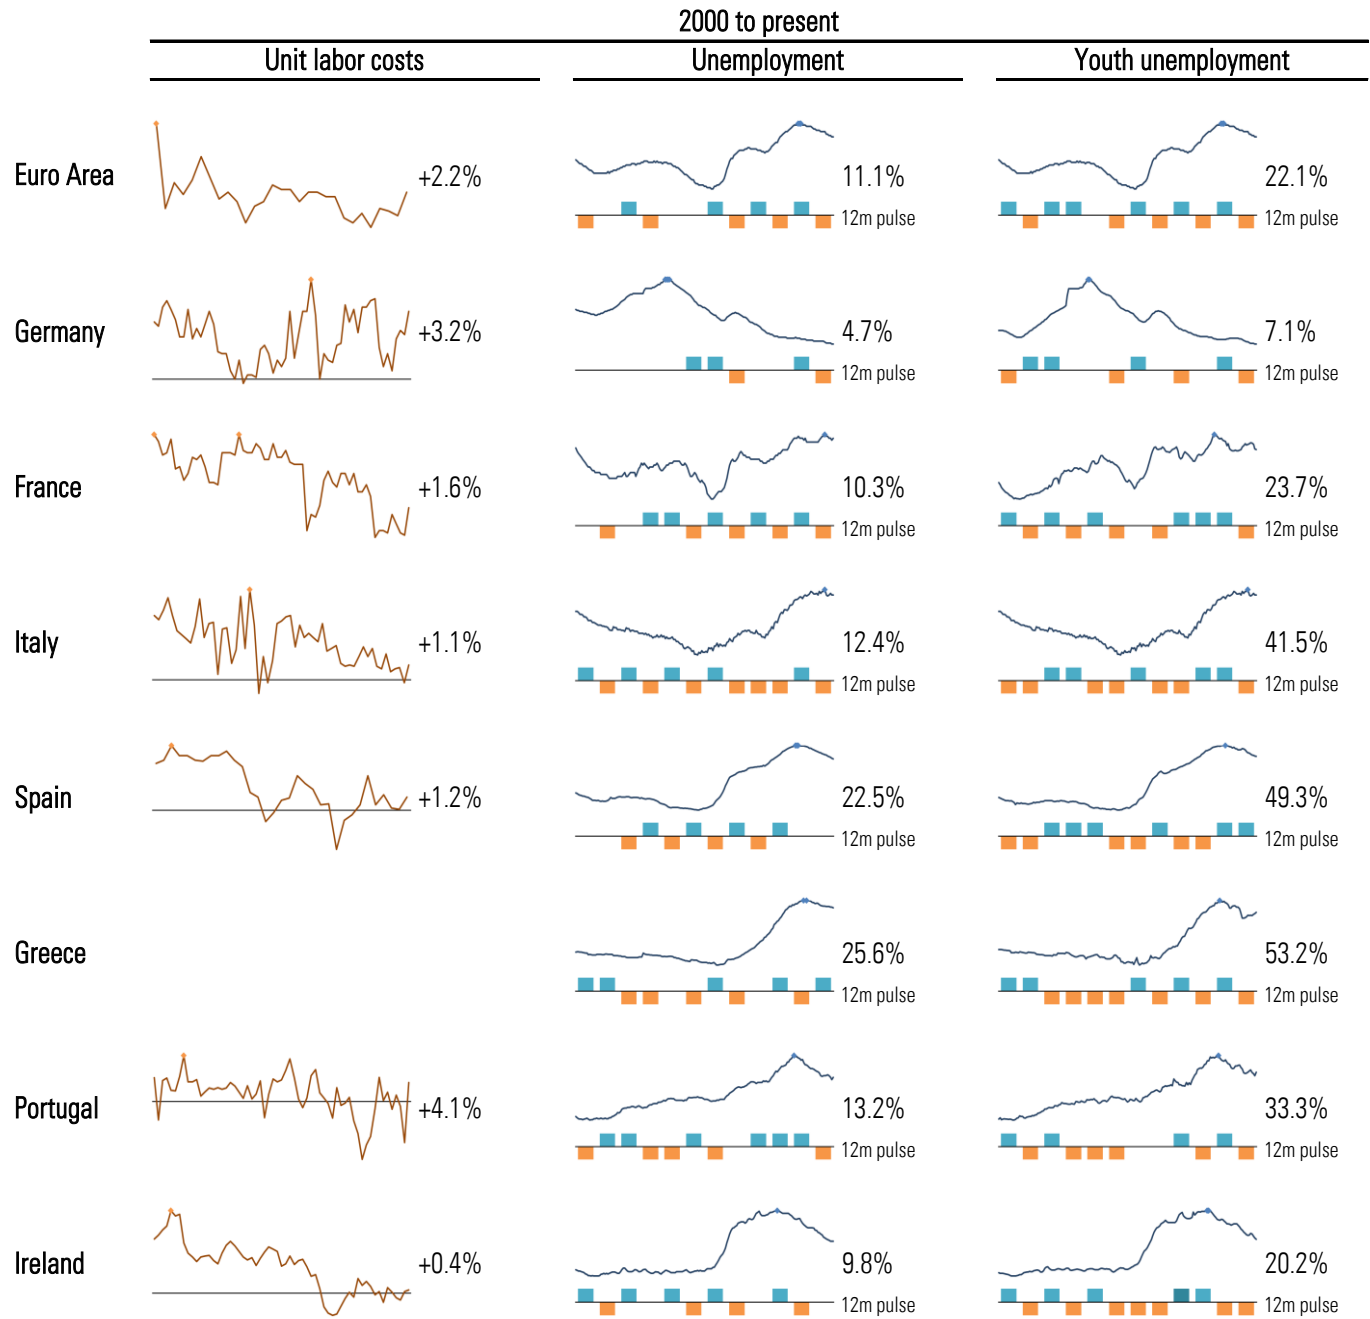 2000 to present
Unit labor costs Unemployment Youth unemployment
Euro Area +2.2% 11.1% 22.1%
12m pulse 12m pulse
Germany +3.2% 4.7% 7.1%
12m pulse 12m pulse
France +1.6% 10.3% 23.7%
12m pulse 12m pulse
Italy +1.1% 12.4% 41.5%
12m pulse 12m pulse
Spain +1.2% 22.5% 49.3%
12m pulse 12m pulse
Greece 25.6% 53.2%
12m pulse 12m pulse
Portugal +4.1% 13.2% 33.3%
12m pulse 12m pulse
Ireland +0.4% 9.8% 20.2%
12m pulse 12m pulse